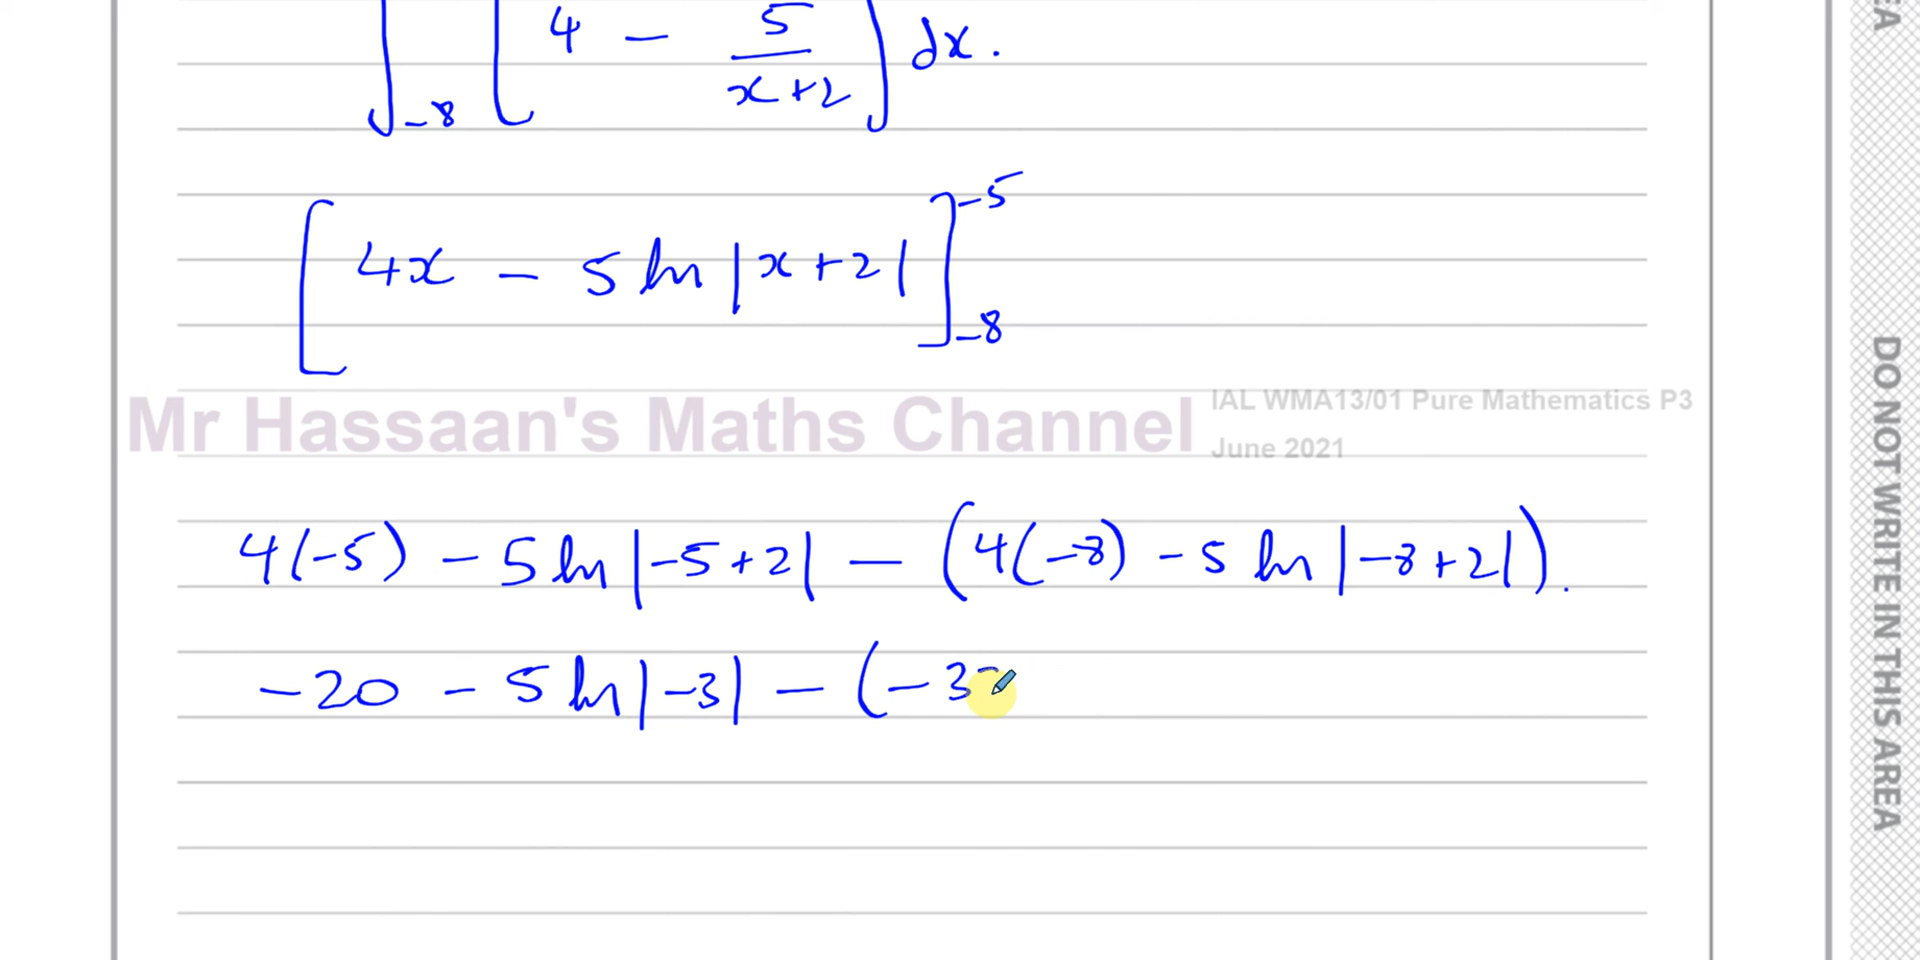 ∫₋₈ [4 - 5/(x+2)] dx.
[4x - 5 ln|x+2|]₋₈⁻⁵
Mr Hassaan's Maths Channel
IAL WMA13/01 Pure Mathematics P3
June 2021
4(-5) - 5 ln|-5+2| - (4(-8) - 5 ln|-8+2|).
-20 - 5 ln|-3| - (-3
DO NOT WRITE IN THIS AREA
EA